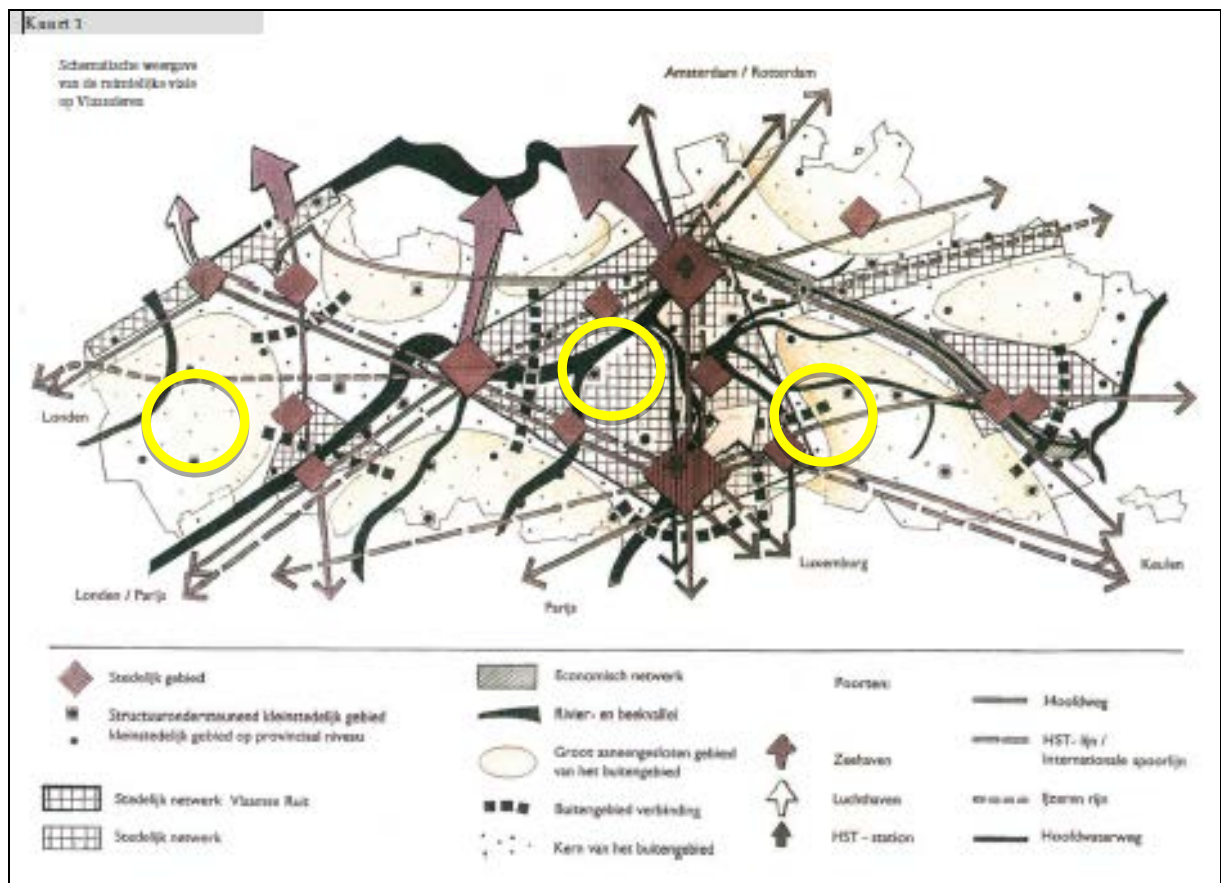 Kaart 1
Schematische weergave
van de ruimtelijke visie
op Vlaanderen
Amsterdam / Rotterdam
Londen
Londen / Parijs
Parijs
Luxemburg
Keulen
Stedelijk gebied
Structuurondersteunend kleinstedelijk gebied
kleinstedelijk gebied op provinciaal niveau
Stedelijk netwerk: Vlaamse Ruit
Stedelijk netwerk
Economisch netwerk
Rivier- en beekvallei
Groot aaneengesloten gebied
van het buitengebied
Buitengebied verbinding
Kern van het buitengebied
Poorten:
Zeehaven
Luchthaven
HST - station
Hoofdweg
HST- lijn /
Internationale spoorlijn
Ijzeren rijn
Hoofdwaterweg